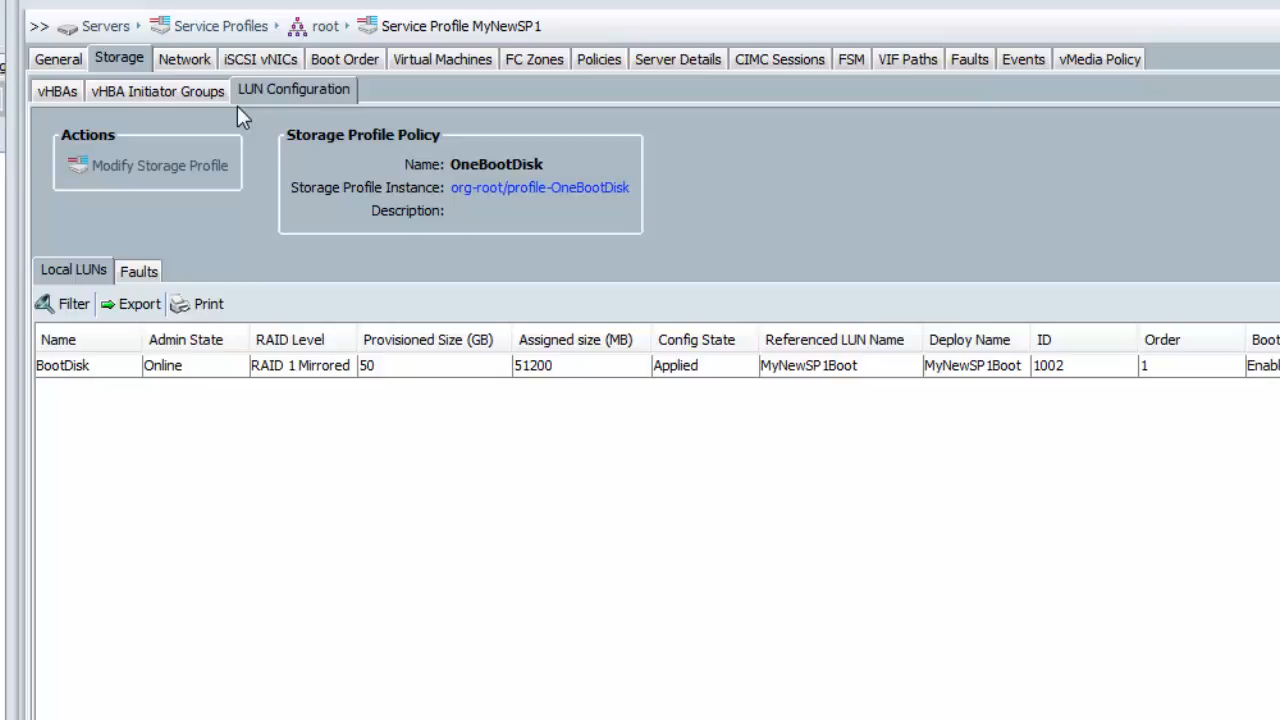 >> Servers › Service Profiles › root › Service Profile MyNewSP1
General Storage Network iSCSI vNICs Boot Order Virtual Machines FC Zones Policies Server Details CIMC Sessions FSM VIF Paths Faults Events vMedia Policy
vHBAs vHBA Initiator Groups LUN Configuration
Actions Storage Profile Policy
Modify Storage Profile Name: OneBootDisk
Storage Profile Instance: org-root/profile-OneBootDisk
Description:
Local LUNs Faults
Filter Export Print
Name Admin State RAID Level Provisioned Size (GB) Assigned size (MB) Config State Referenced LUN Name Deploy Name ID Order Boot
BootDisk Online RAID 1 Mirrored 50 51200 Applied MyNewSP1Boot MyNewSP1Boot 1002 1 Enabl